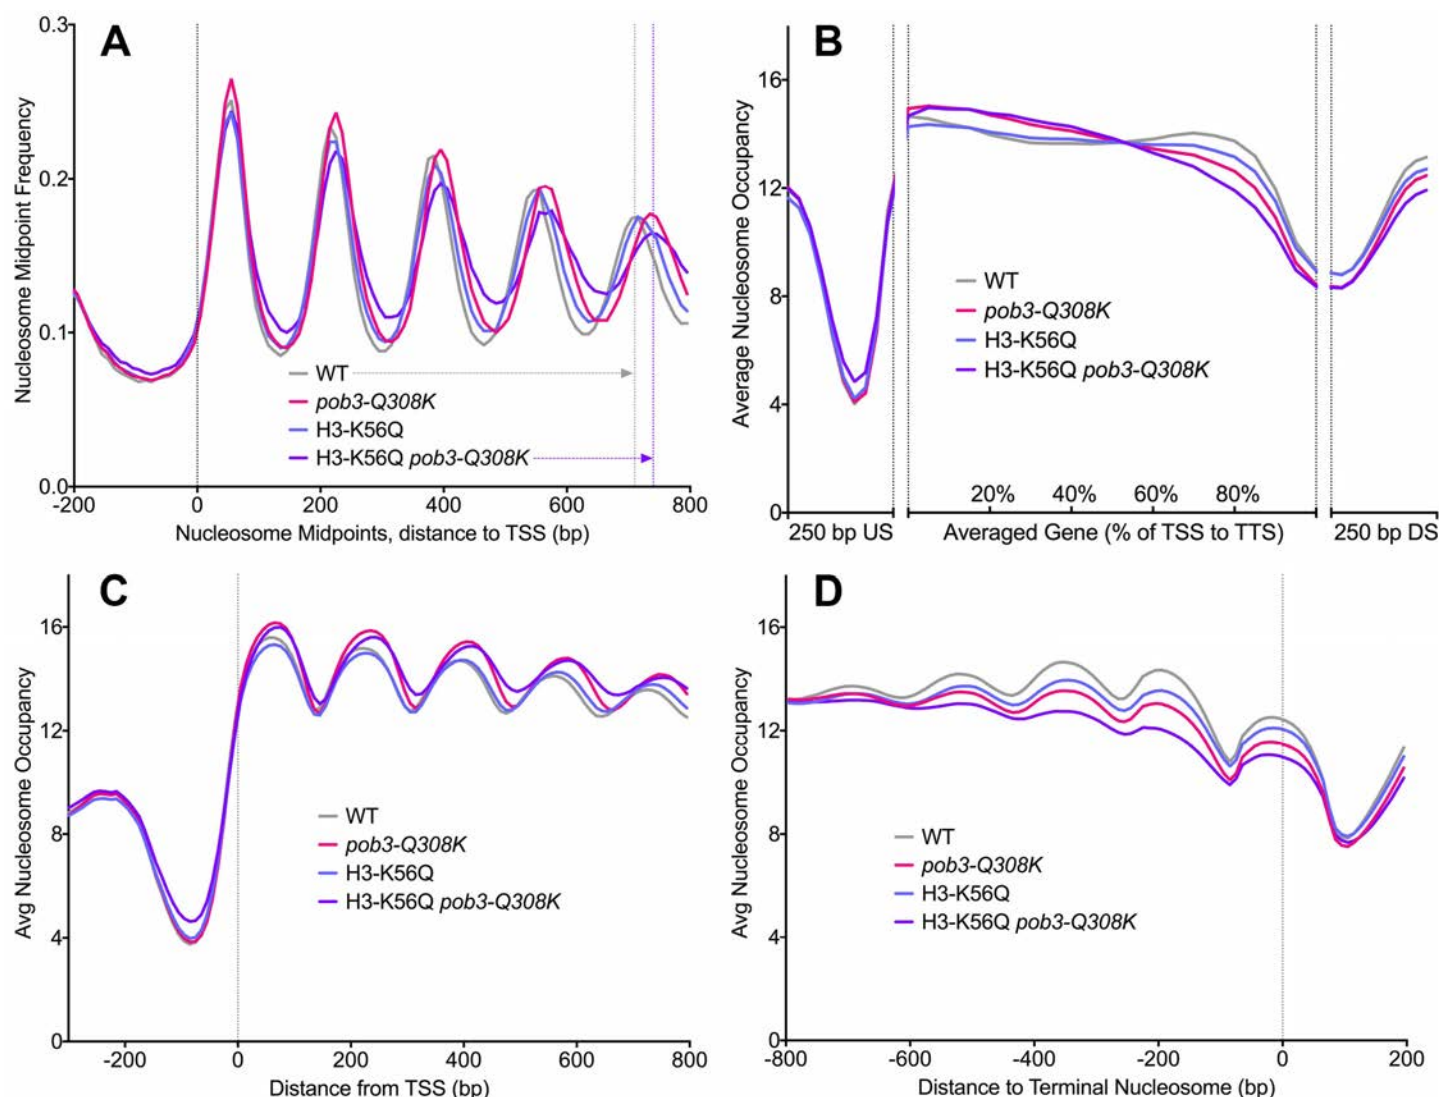 A
Nucleosome Midpoint Frequency
0.3
0.2
0.1
0.0
WT
pob3-Q308K
H3-K56Q
H3-K56Q pob3-Q308K
-200
0
200
400
600
800
Nucleosome Midpoints, distance to TSS (bp)
B
Average Nucleosome Occupancy
16
12
8
4
0
WT
pob3-Q308K
H3-K56Q
H3-K56Q pob3-Q308K
20%
40%
60%
80%
250 bp US
Averaged Gene (% of TSS to TTS)
250 bp DS
C
Avg Nucleosome Occupancy
16
12
8
4
0
WT
pob3-Q308K
H3-K56Q
H3-K56Q pob3-Q308K
-200
0
200
400
600
800
Distance from TSS (bp)
D
Avg Nucleosome Occupancy
16
12
8
4
0
WT
pob3-Q308K
H3-K56Q
H3-K56Q pob3-Q308K
-800
-600
-400
-200
0
200
Distance to Terminal Nucleosome (bp)